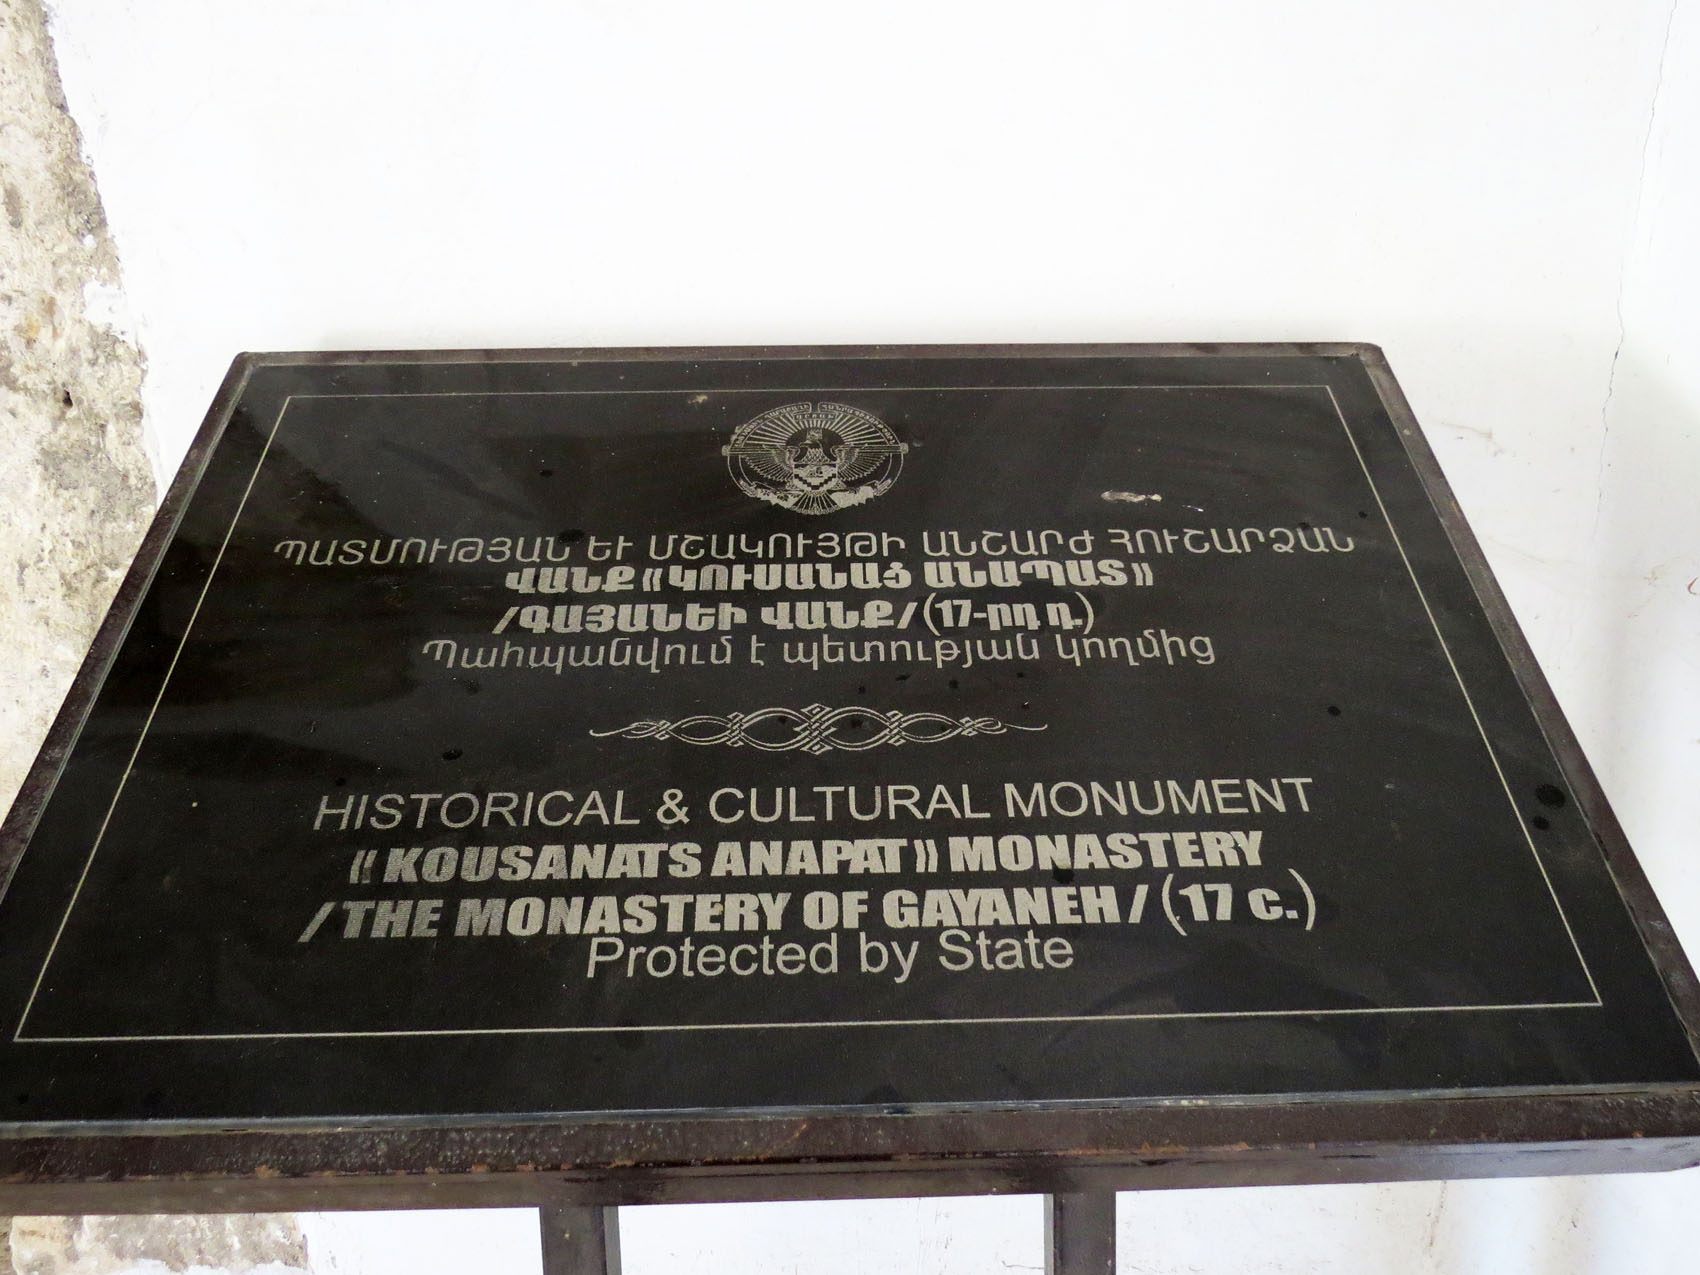 ՊԱՏՄՈՒԹՅԱՆ ԵՒ ՄՇԱԿՈՒՅԹԻ ԱՆՇԱՐԺ ՀՈՒՇԱՐՁԱՆ
ՎԱՆՔ «ԿՈՒՍԱՆԱՑ ԱՆԱՊԱՏ»
/ԳԱՅԱՆԵԻ ՎԱՆՔ/ (17-րդ դ.)
Պահպանվում է պետության կողմից
HISTORICAL & CULTURAL MONUMENT
«KOUSANATS ANAPAT» MONASTERY
/THE MONASTERY OF GAYANEH/ (17 c.)
Protected by State